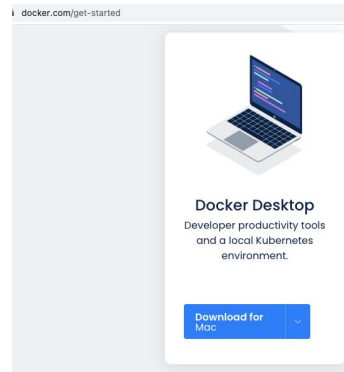 docker.com/get-started
Docker Desktop
Developer productivity tools
and a local Kubernetes
environment.
Download for
Mac